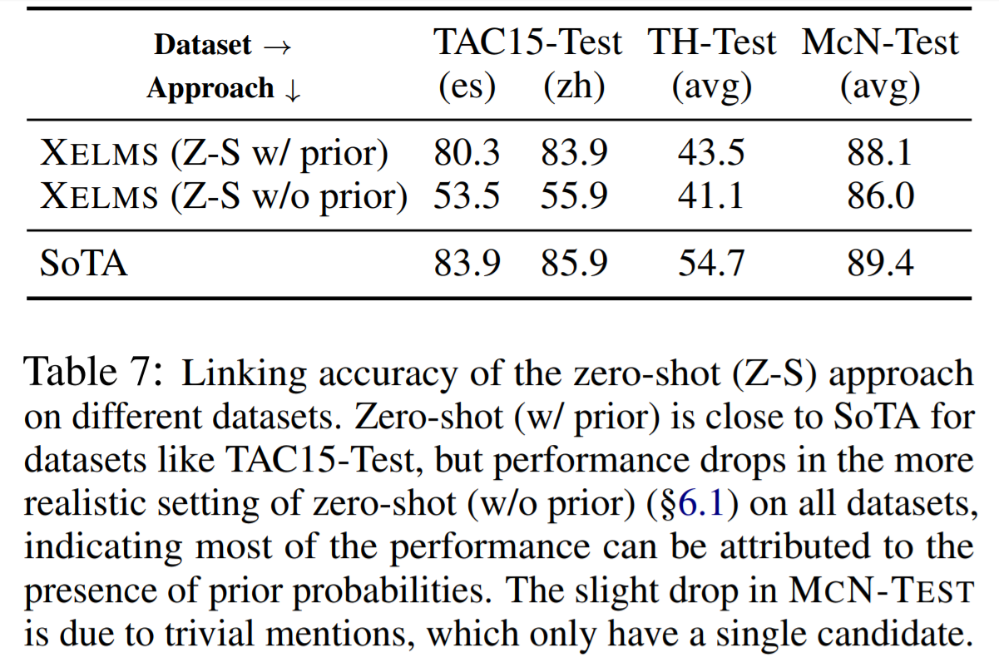 Dataset → TAC15-Test TH-Test McN-Test
Approach ↓ (es) (zh) (avg) (avg)
XELMS (Z-S w/ prior) 80.3 83.9 43.5 88.1
XELMS (Z-S w/o prior) 53.5 55.9 41.1 86.0
SoTA 83.9 85.9 54.7 89.4
Table 7: Linking accuracy of the zero-shot (Z-S) approach
on different datasets. Zero-shot (w/ prior) is close to SoTA for
datasets like TAC15-Test, but performance drops in the more
realistic setting of zero-shot (w/o prior) (§6.1) on all datasets,
indicating most of the performance can be attributed to the
presence of prior probabilities. The slight drop in MCN-TEST
is due to trivial mentions, which only have a single candidate.